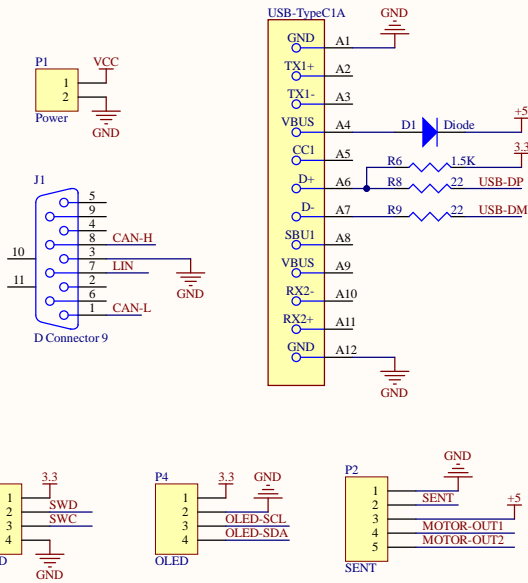 USB-TypeC1A
GND
GND A1
TX1+ A2
TX1- A3
VBUS A4 D1 Diode +5
CC1 A5 3.3
R6 1.5K
D+ A6 R8 22 USB-DP
D- A7 R9 22 USB-DM
SBU1 A8
VBUS A9
RX2- A10
RX2+ A11
GND A12
GND
P1 VCC
1
2
Power
GND
J1
5
9
4
8 CAN-H
10 3
7 LIN
11 2
GND
6
1 CAN-L
D Connector 9
3.3
1
2 SWD
3 SWC
4
D
GND
P4 3.3 GND
1
2
3 OLED-SCL
4 OLED-SDA
OLED
P2 GND
1
2 SENT
3 +5
4 MOTOR-OUT1
5 MOTOR-OUT2
SENT